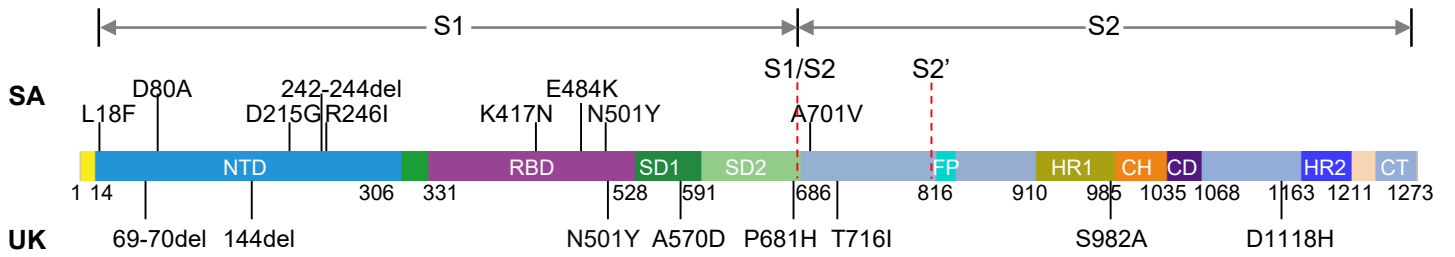 S1 S2
S1/S2 S2’
SA
D80A 242-244del E484K
L18F D215G R246I K417N N501Y A701V
NTD RBD SD1 SD2 FP HR1 CH CD HR2 CT
1 14 306 331 528 591 686 816 910 985 1035 1068 1163 1211 1273
UK 69-70del 144del N501Y A570D P681H T716I S982A D1118H